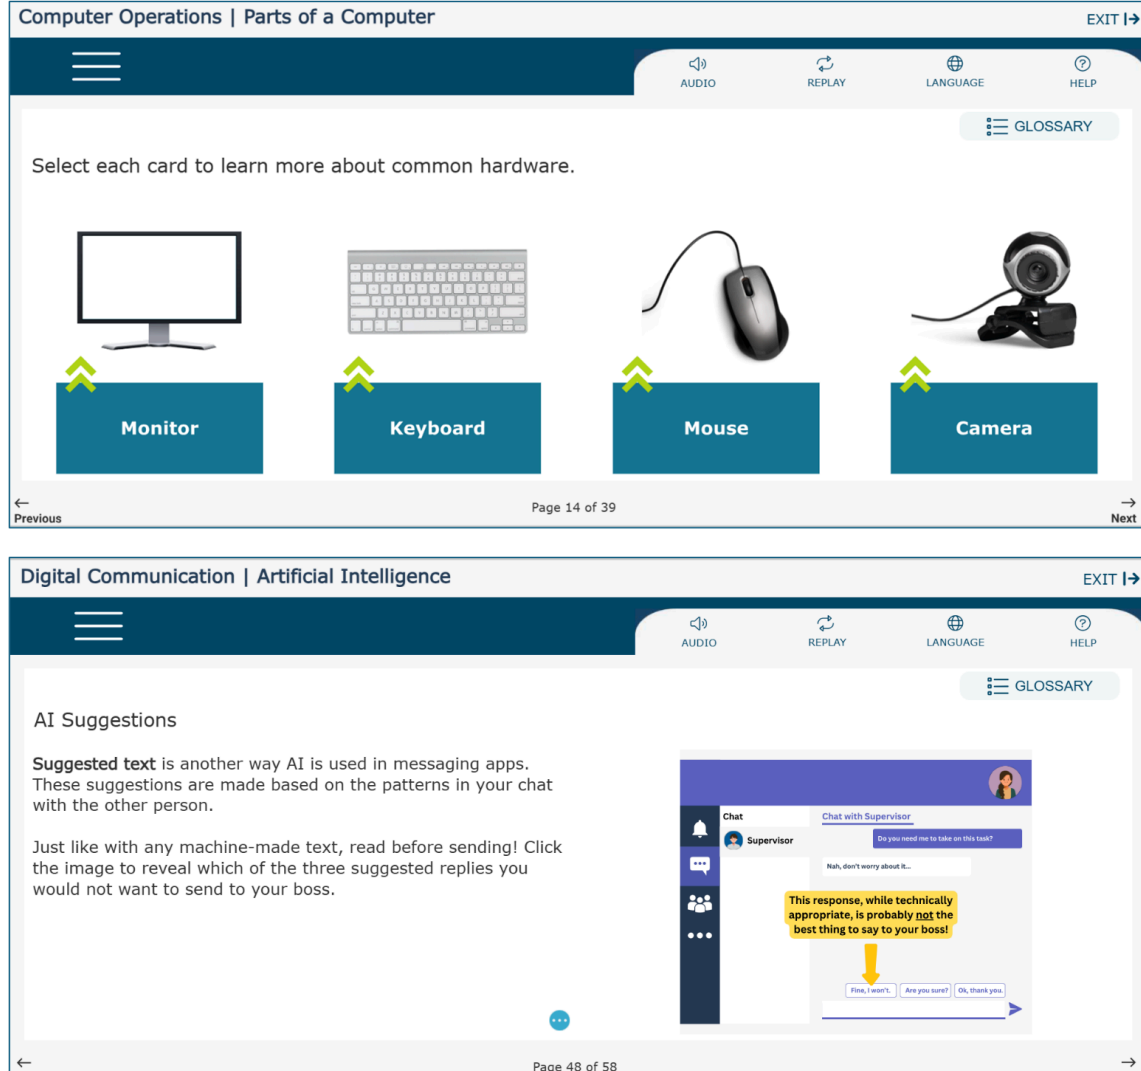 Computer Operations | Parts of a Computer
EXIT
AUDIO
REPLAY
LANGUAGE
HELP
GLOSSARY
Select each card to learn more about common hardware.
Monitor
Keyboard
Mouse
Camera
Previous
Page 14 of 39
Next
Digital Communication | Artificial Intelligence
EXIT
AUDIO
REPLAY
LANGUAGE
HELP
GLOSSARY
AI Suggestions
Suggested text is another way AI is used in messaging apps.
These suggestions are made based on the patterns in your chat
with the other person.
Just like with any machine-made text, read before sending! Click
the image to reveal which of the three suggested replies you
would not want to send to your boss.
Chat
Supervisor
Chat with Supervisor
Do you need me to take on this task?
Nah, don't worry about it...
This response, while technically
appropriate, is probably not the
best thing to say to your boss!
Fine, I won't.
Are you sure?
Ok, thank you.
Page 48 of 58